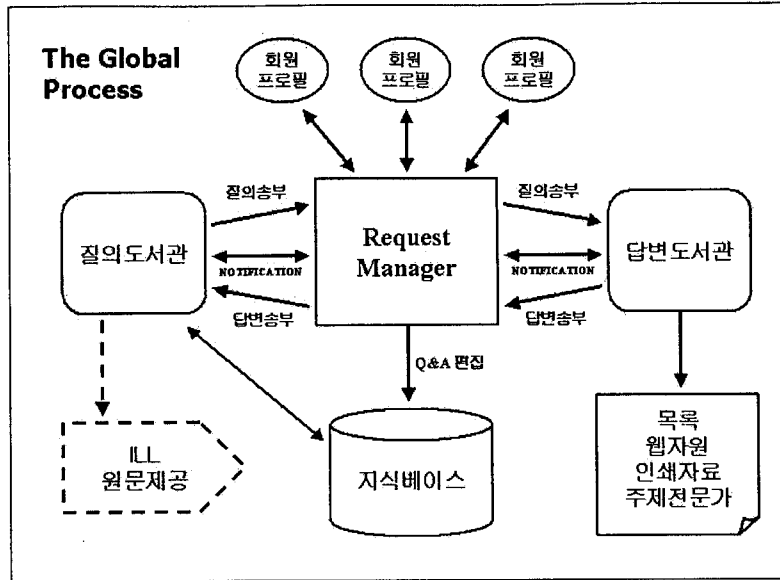 The Global
Process
회원
프로필
회원
프로필
회원
프로필
질의송부
질의송부
질의도서관
Request
Manager
답변도서관
NOTIFICATION
NOTIFICATION
답변송부
답변송부
Q&A 편집
ILL
원문제공
지식베이스
목록
웹자원
인쇄자료
주제전문가